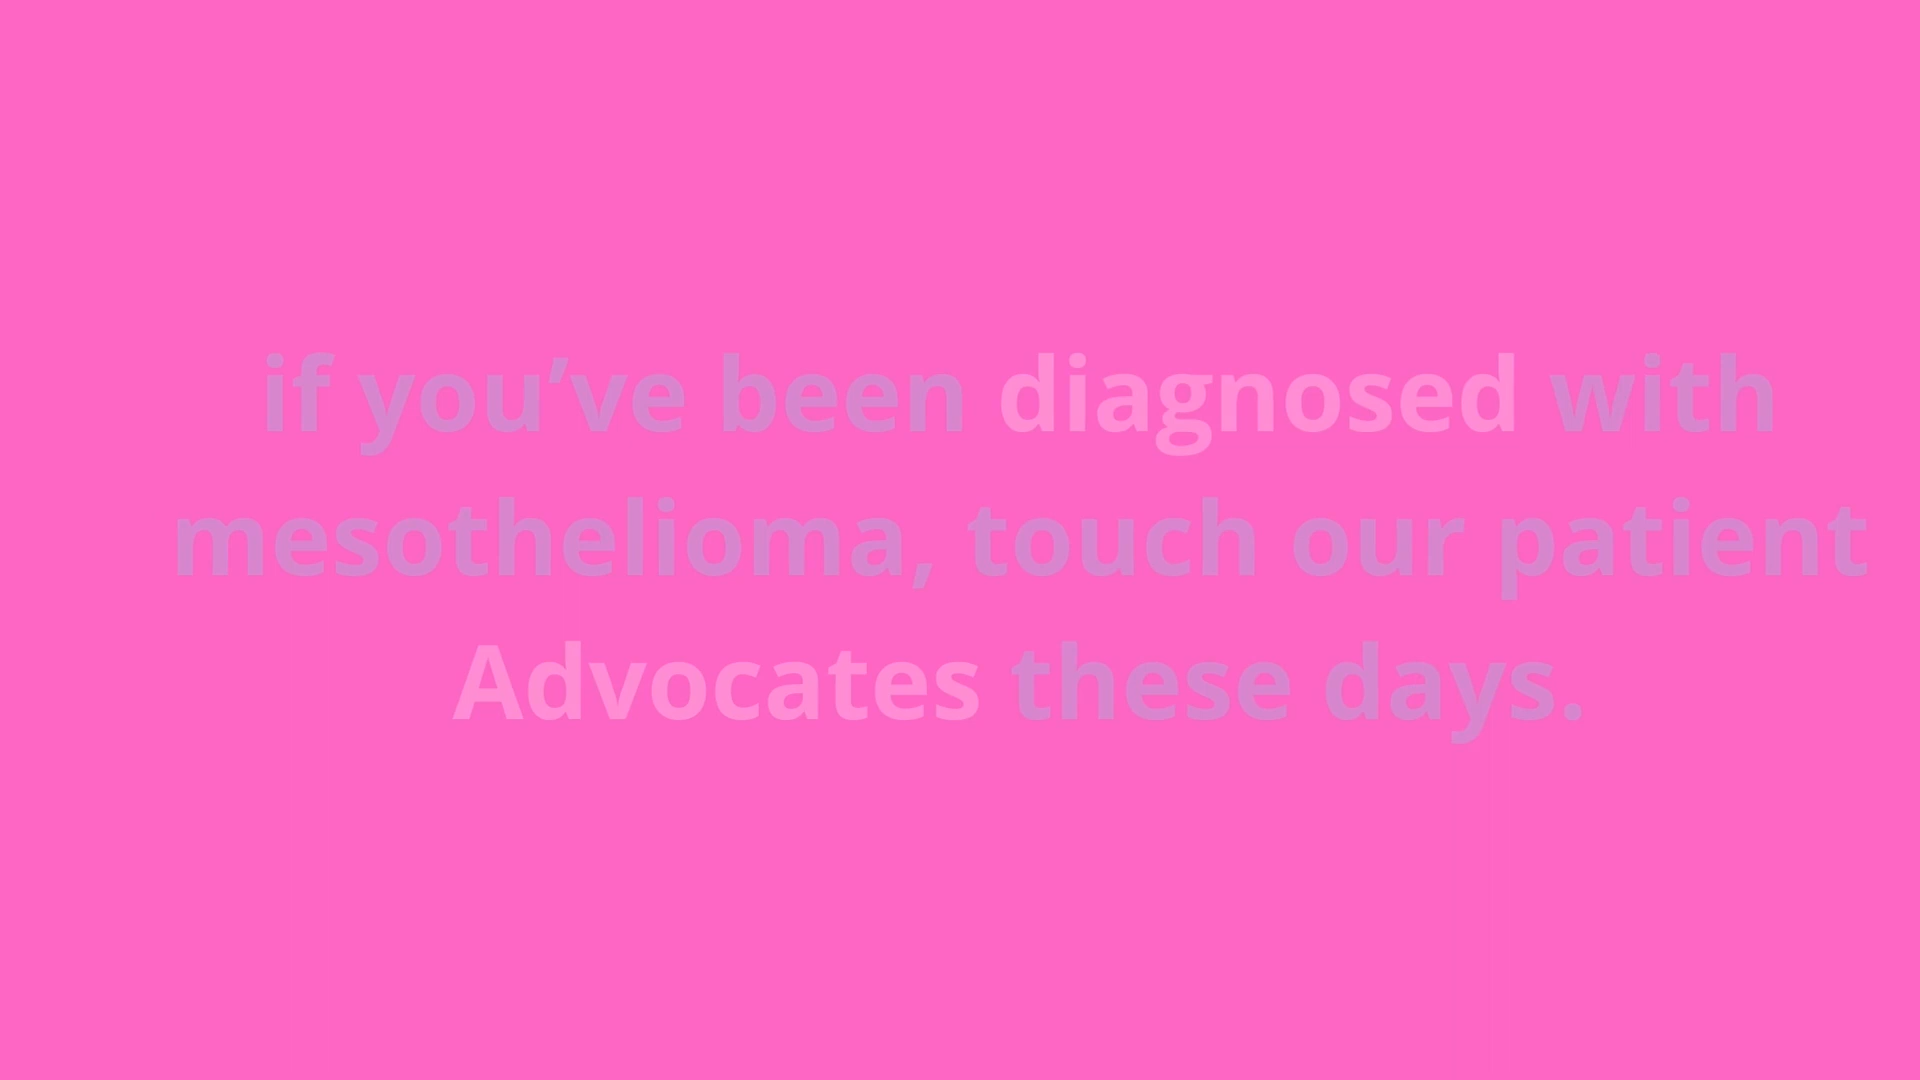 if you’ve been diagnosed with
mesothelioma, touch our patient
Advocates these days.